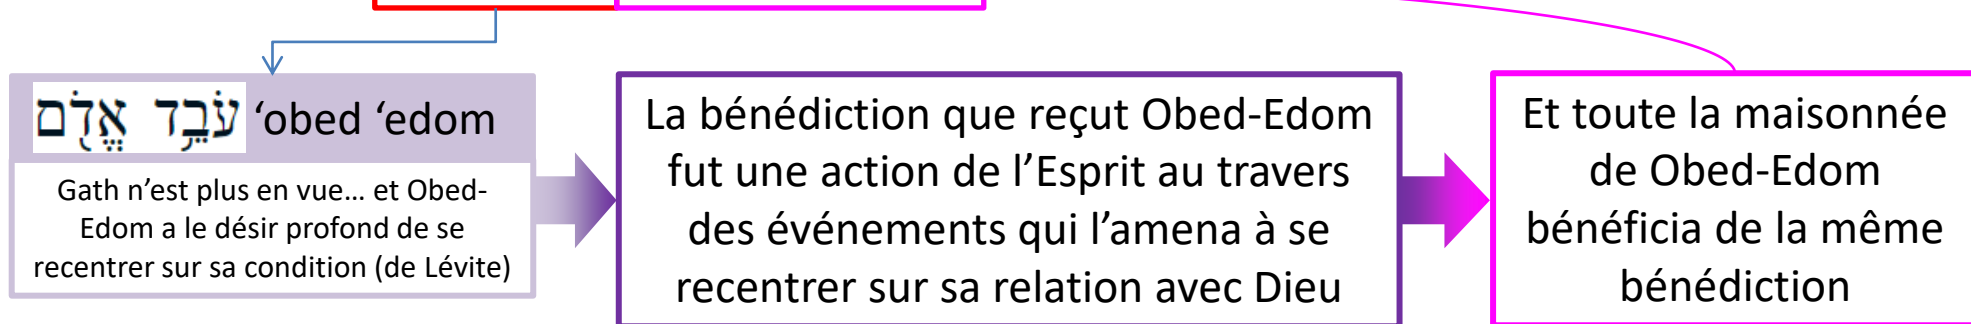 עֹבֵ֥ד אֱדֹ֖ם ‘obed ‘edom
Gath n’est plus en vue… et Obed-
Edom a le désir profond de se
recentrer sur sa condition (de Lévite)
La bénédiction que reçut Obed-Edom
fut une action de l’Esprit au travers
des événements qui l’amena à se
recentrer sur sa relation avec Dieu
Et toute la maisonnée
de Obed-Edom
bénéficia de la même
bénédiction